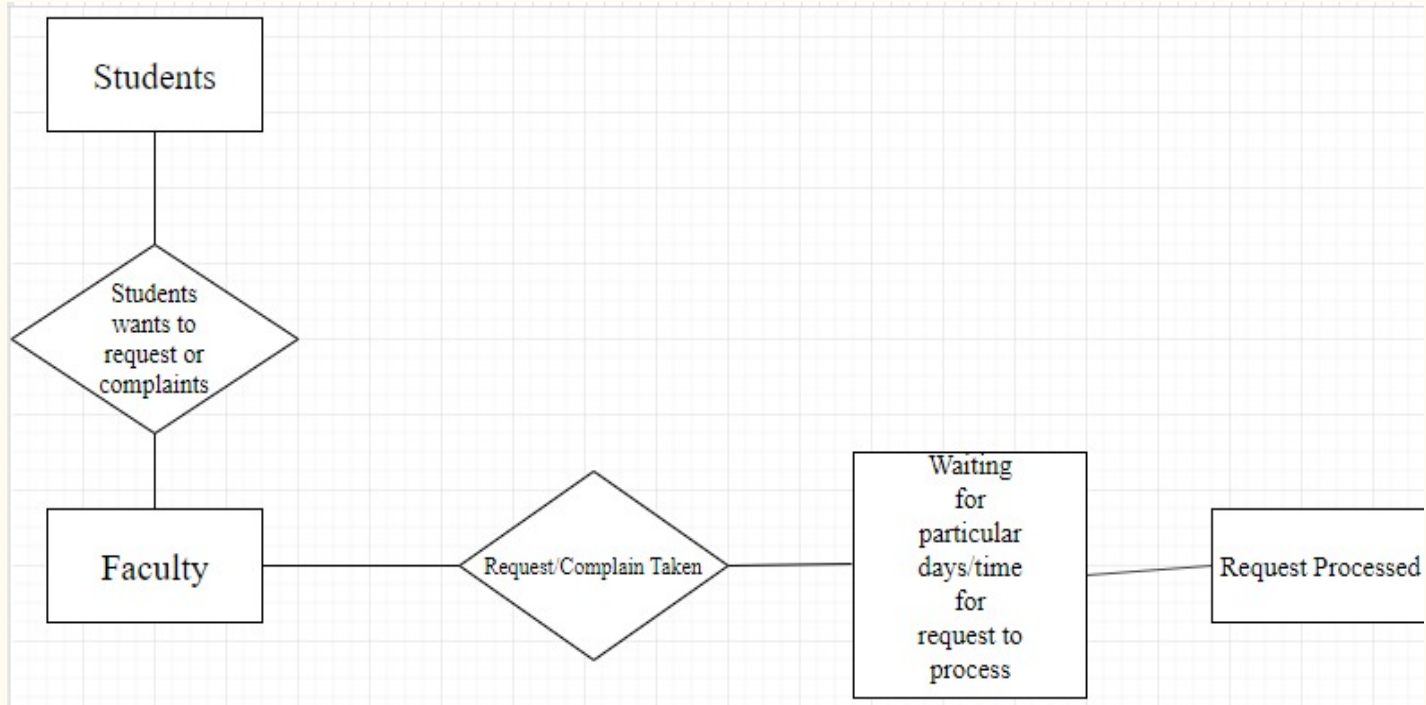 Students
Students
wants to
request or
complaints
Faculty
Request/Complain Taken
Waiting
for
particular
days/time
for
request to
process
Request Processed